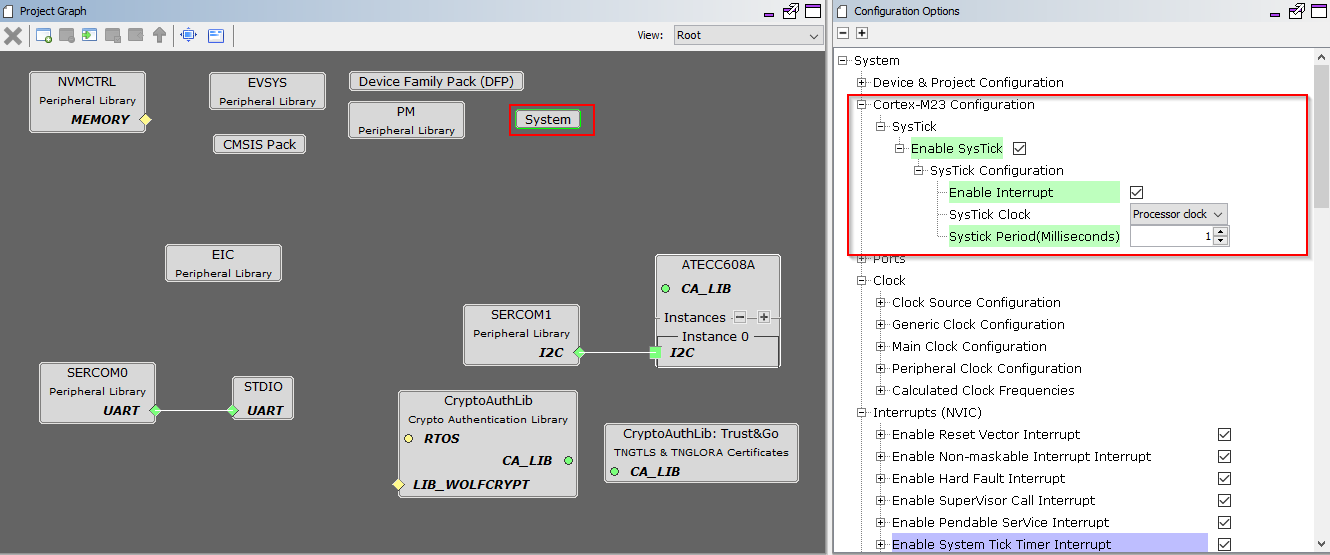 Project Graph
View: Root
NVMCTRL
Peripheral Library
MEMORY
EVSYS
Peripheral Library
Device Family Pack (DFP)
PM
Peripheral Library
System
CMSIS Pack
EIC
Peripheral Library
ATECC608A
CA_LIB
Instances
Instance 0
I2C
SERCOM1
Peripheral Library
I2C
SERCOM0
Peripheral Library
UART
STDIO
UART
CryptoAuthLib
Crypto Authentication Library
RTOS
CA_LIB
LIB_WOLFCRYPT
CryptoAuthLib: Trust&Go
TNGTLS & TNGLORA Certificates
CA_LIB
Configuration Options
System
Device & Project Configuration
Cortex-M23 Configuration
SysTick
Enable SysTick
SysTick Configuration
Enable Interrupt
SysTick Clock Processor clock
Systick Period(Milliseconds) 1
Ports
Clock
Clock Source Configuration
Generic Clock Configuration
Main Clock Configuration
Peripheral Clock Configuration
Calculated Clock Frequencies
Interrupts (NVIC)
Enable Reset Vector Interrupt
Enable Non-maskable Interrupt Interrupt
Enable Hard Fault Interrupt
Enable SuperVisor Call Interrupt
Enable Pendable SerVice Interrupt
Enable System Tick Timer Interrupt